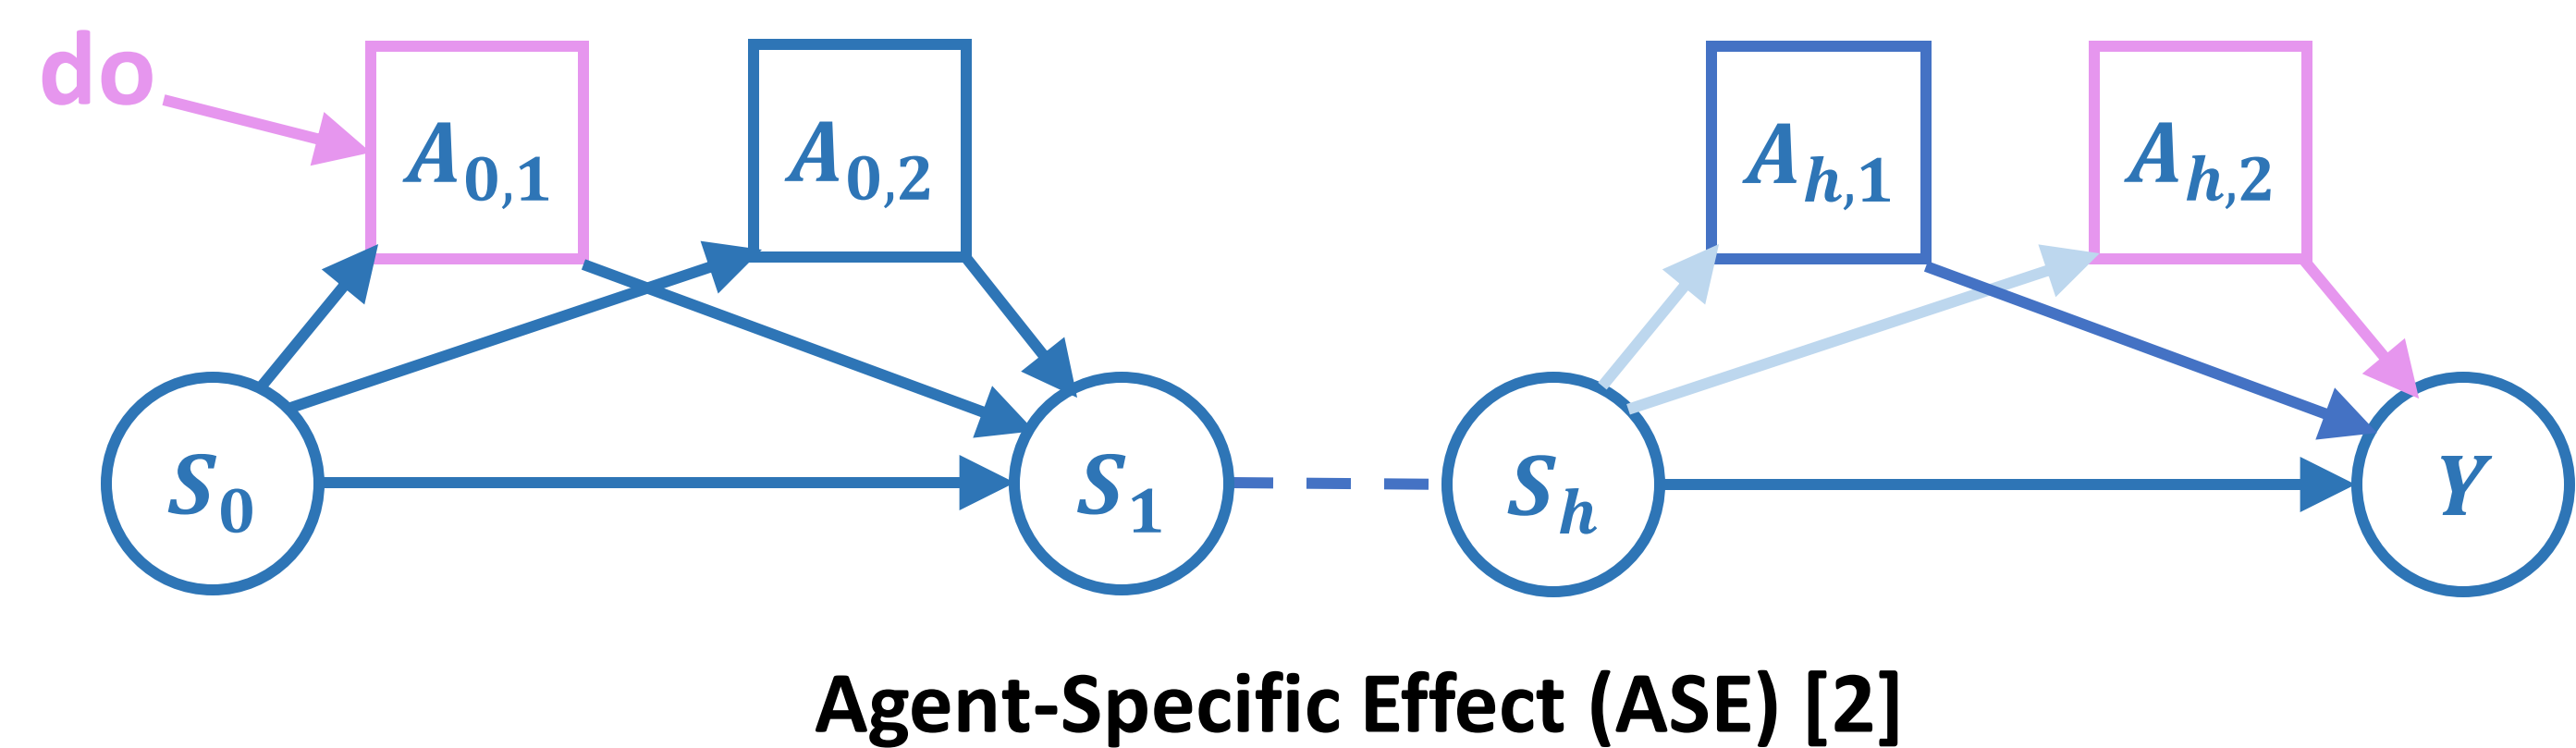 do
A0,1
A0,2
Ah,1
Ah,2
S0
S1
Sh
Y
Agent-Specific Effect (ASE) [2]